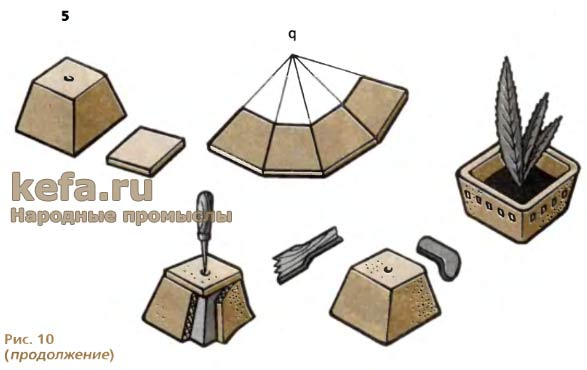 5
q
kefa.ru
Народные промыслы
Рис. 10
(продолжение)